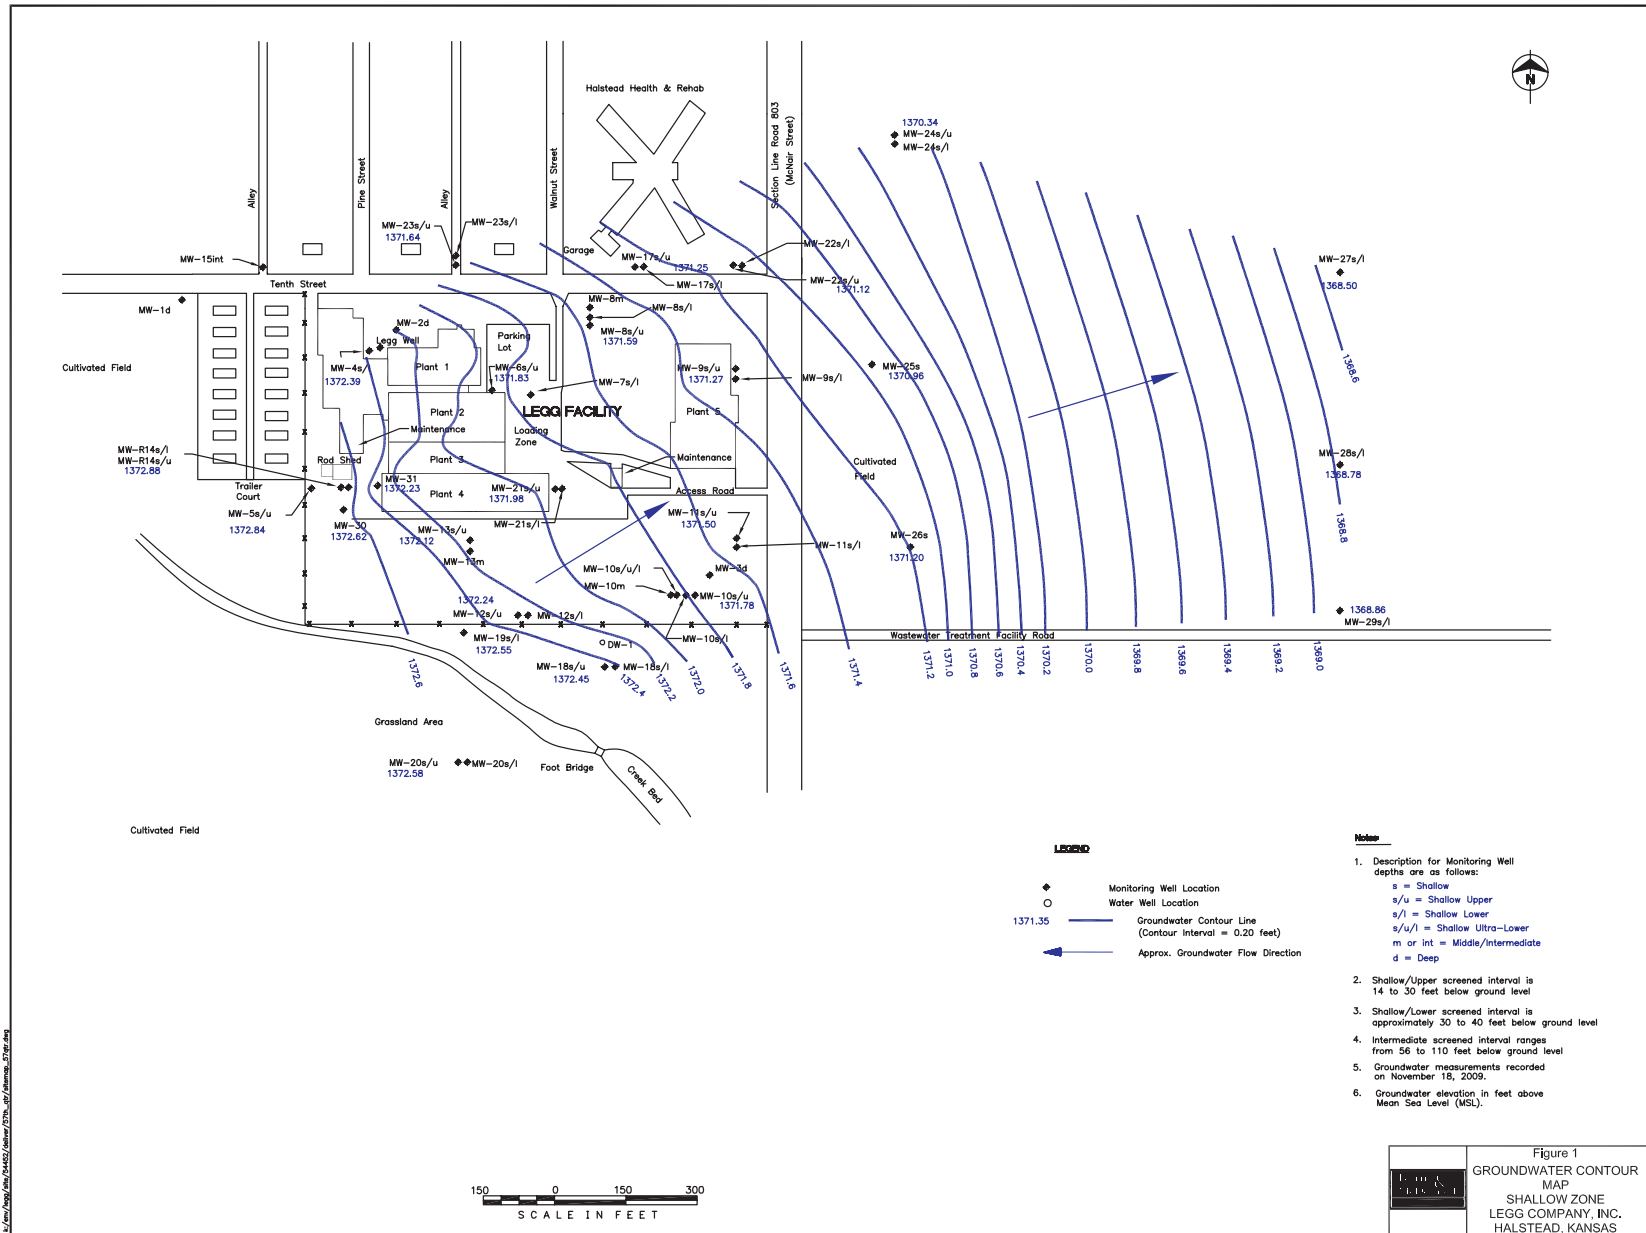 Halstead Health & Rehab
Section Line Road 803
(McNair Street)
N
1370.34
MW-24s/u
MW-24s/l
Alley
Pine Street
Alley
Walnut Street
MW-23s/u
1371.64
MW-23s/l
Garage
MW-15int
MW-17s/u
1371.25
MW-17s/l
MW-22s/l
MW-22s/u
1371.12
MW-27s/l
1368.50
Tenth Street
MW-1d
MW-8m
MW-8s/l
MW-8s/u
1371.59
MW-2d
Legg Well
Parking
Lot
Cultivated Field
MW-4s/
1372.39
Plant 1
MW-6s/u
1371.83
MW-7s/l
MW-9s/u
1371.27
MW-9s/l
MW-25s
1370.96
1368.6
Plant 2
LEGG FACILITY
Plant 5
Maintenance
Loading
Zone
MW-R14s/l
MW-R14s/u
1372.88
Rod Shed
Plant 3
Maintenance
Cultivated
Field
MW-28s/l
1368.78
Trailer
Court
MW-31
1372.23
Plant 4
MW-21s/u
1371.98
Access Road
MW-5s/u
1372.84
MW-30
1372.62
MW-13s/u
1372.12
MW-21s/l
MW-11s/u
1371.50
MW-11s/l
MW-26s
1371.20
1368.8
MW-13m
MW-10s/u/l
MW-3d
MW-10m
MW-10s/u
1371.78
1372.24
MW-12s/u
MW-12s/l
1368.86
MW-29s/l
MW-19s/l
1372.55
DW-1
MW-10s/l
Wastewater Treatment Facility Road
MW-18s/u
1372.45
MW-18s/l
1372.6
1372.4
1372.2
1372.0
1371.8
1371.6
1371.4
1371.2
1371.0
1370.8
1370.6
1370.4
1370.2
1370.0
1369.8
1369.6
1369.4
1369.2
1369.0
Grassland Area
MW-20s/u
1372.58
MW-20s/l
Foot Bridge
Creek Bed
Cultivated Field
LEGEND
Monitoring Well Location
Water Well Location
1371.35
Groundwater Contour Line
(Contour Interval = 0.20 feet)
Approx. Groundwater Flow Direction
Notes
1. Description for Monitoring Well
depths are as follows:
s = Shallow
s/u = Shallow Upper
s/l = Shallow Lower
s/u/l = Shallow Ultra-Lower
m or int = Middle/Intermediate
d = Deep
2. Shallow/Upper screened interval is
14 to 30 feet below ground level
3. Shallow/Lower screened interval is
approximately 30 to 40 feet below ground level
4. Intermediate screened interval ranges
from 56 to 110 feet below ground level
5. Groundwater measurements recorded
on November 18, 2009.
6. Groundwater elevation in feet above
Mean Sea Level (MSL).
150 0 150 300
SCALE IN FEET
Figure 1
GROUNDWATER CONTOUR
MAP
SHALLOW ZONE
LEGG COMPANY, INC.
HALSTEAD, KANSAS